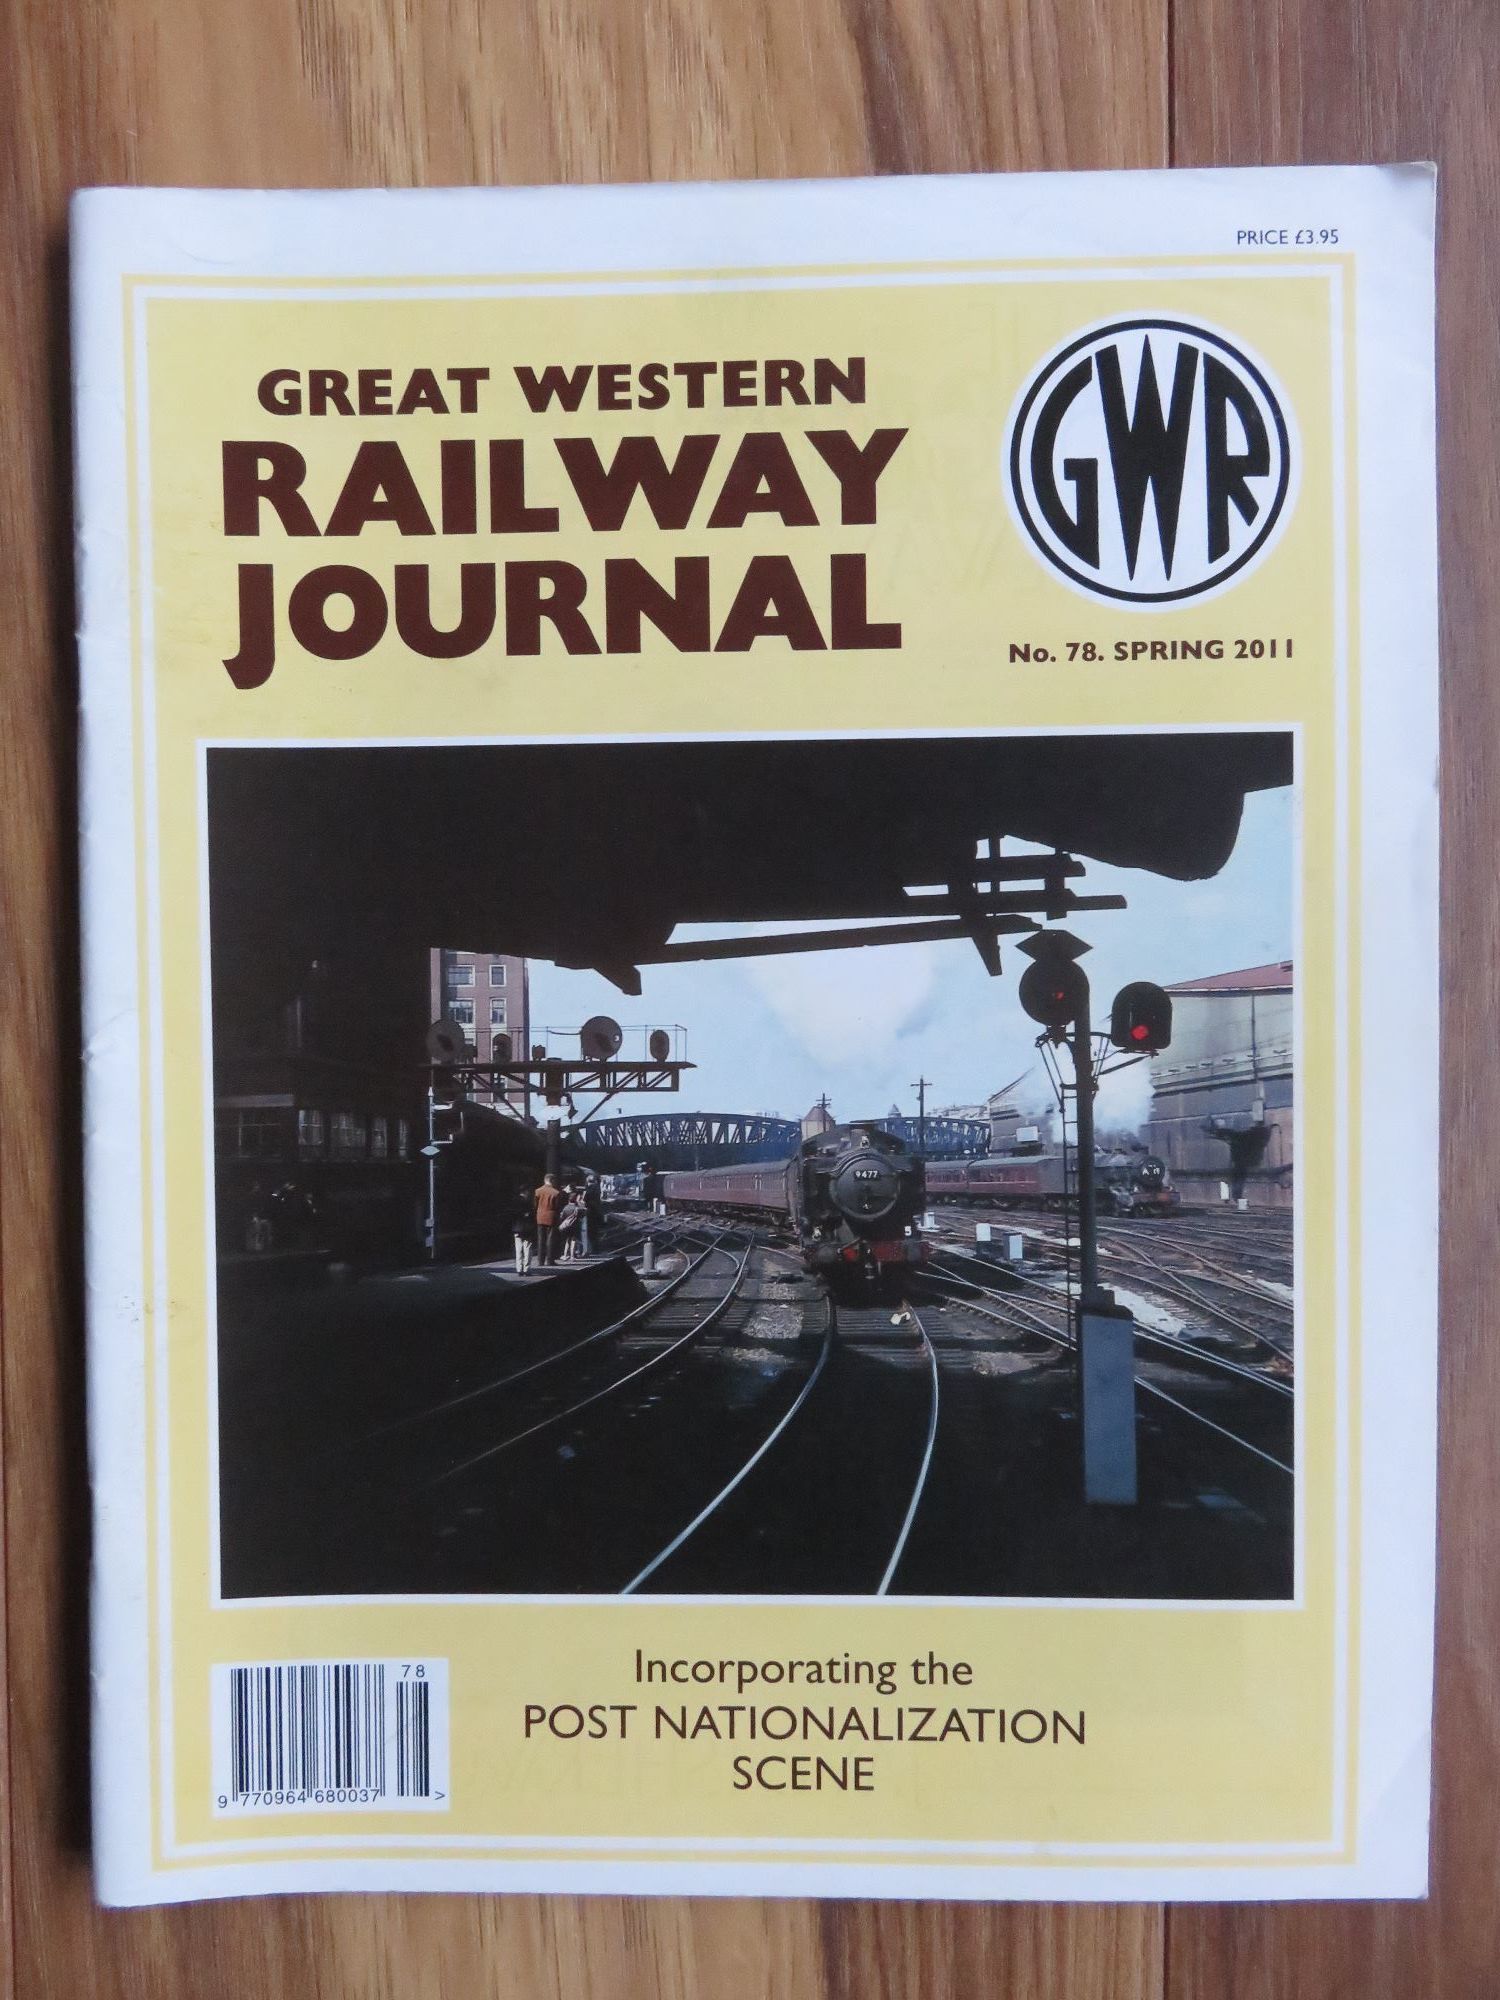 PRICE £3.95
GREAT WESTERN
RAILWAY
JOURNAL
GWR
No. 78. SPRING 2011
9477
5
Incorporating the
POST NATIONALIZATION
SCENE
78
9 770964 680037 >